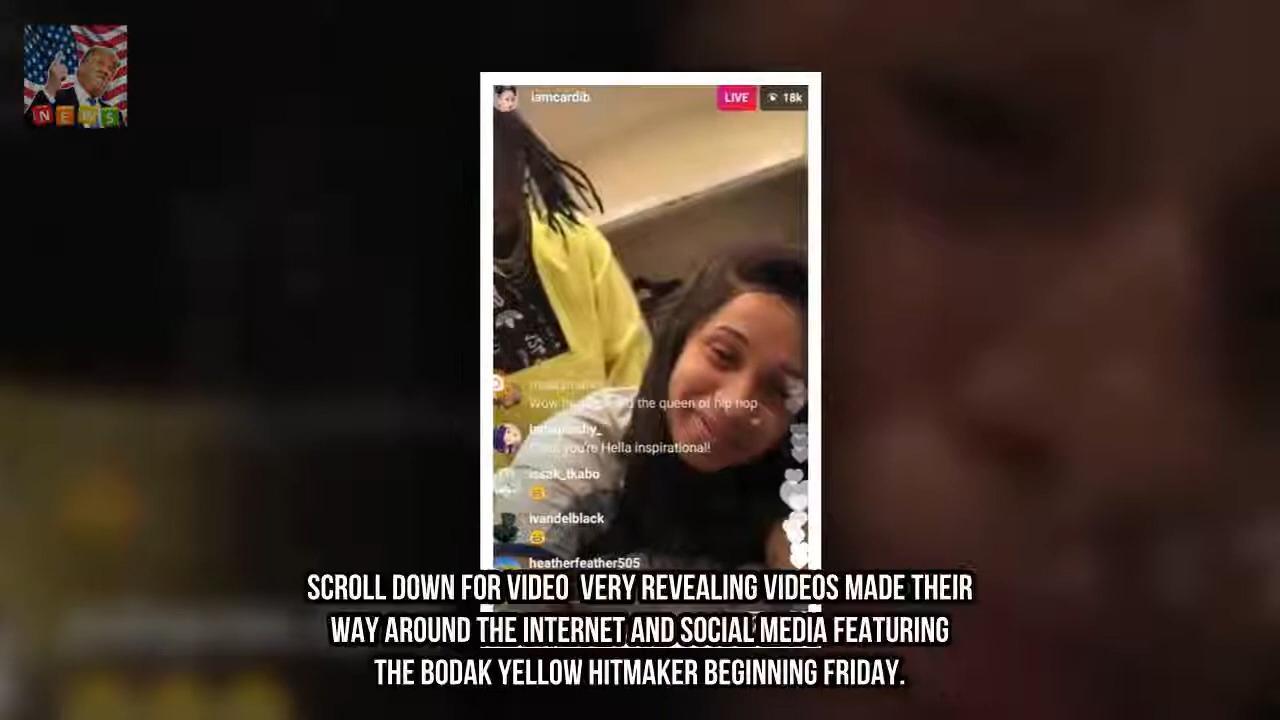 NEWS
iamcardib
LIVE
18k
the queen of hip hop
you're Hella inspirational!
issak_tkabo
ivandelblack
heatherfeather505
SCROLL DOWN FOR VIDEO VERY REVEALING VIDEOS MADE THEIR
WAY AROUND THE INTERNET AND SOCIAL MEDIA FEATURING
THE BODAK YELLOW HITMAKER BEGINNING FRIDAY.